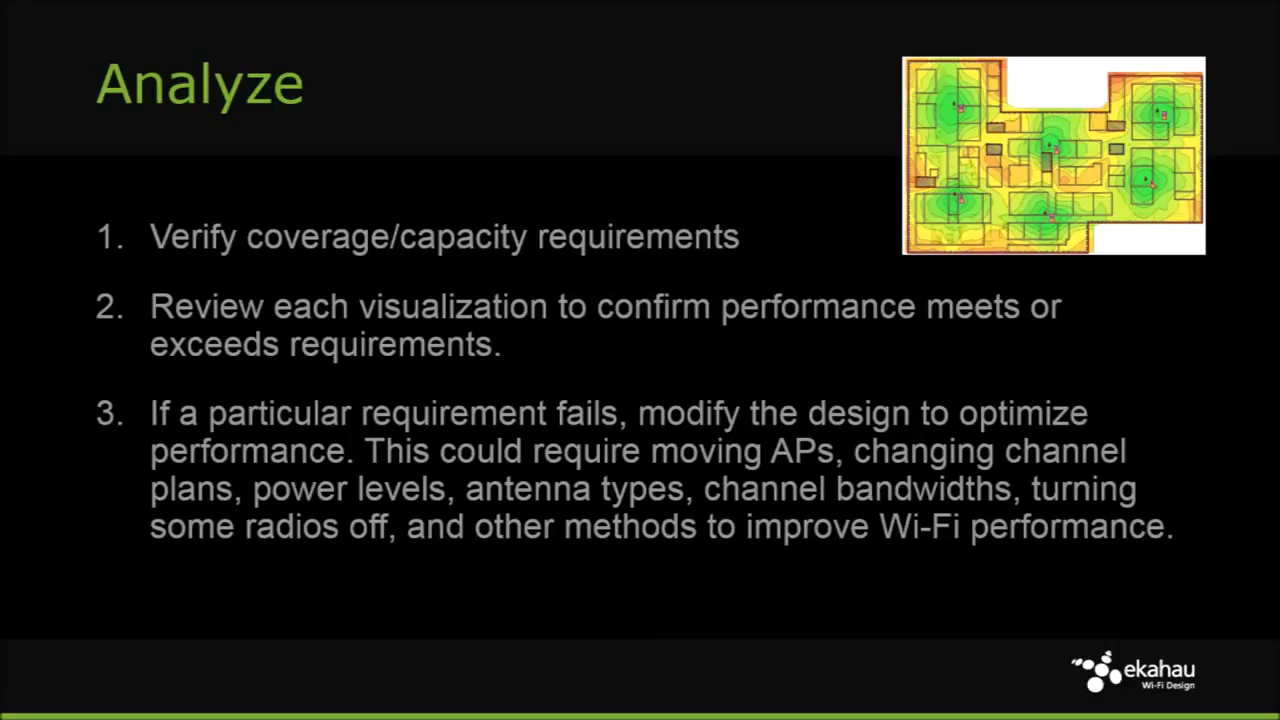 Analyze
1. Verify coverage/capacity requirements
2. Review each visualization to confirm performance meets or
exceeds requirements.
3. If a particular requirement fails, modify the design to optimize
performance. This could require moving APs, changing channel
plans, power levels, antenna types, channel bandwidths, turning
some radios off, and other methods to improve Wi-Fi performance.
ekahau
Wi-Fi Design